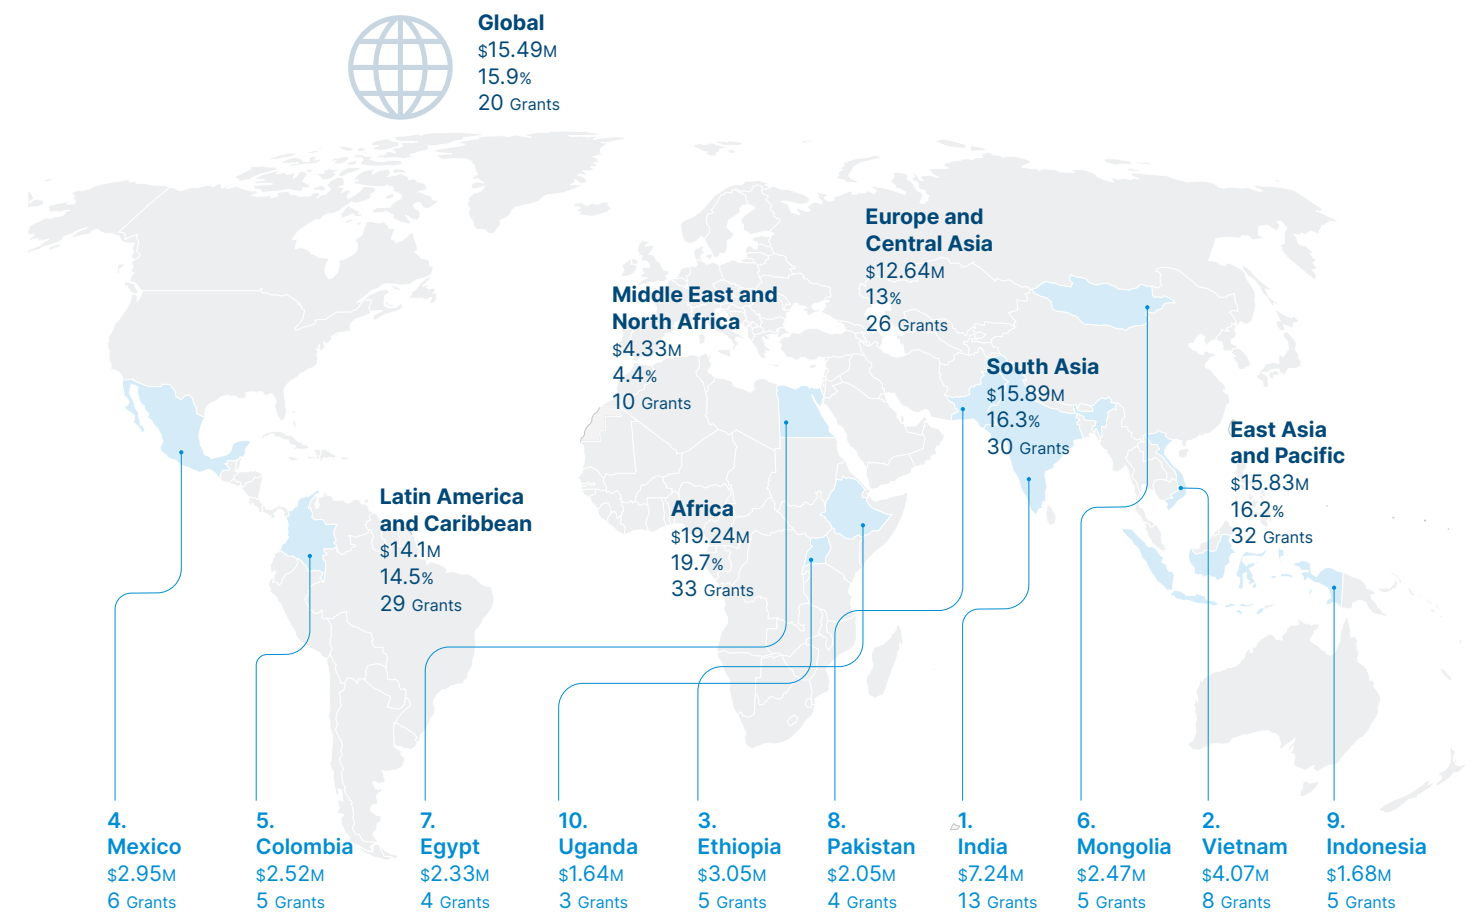 Global
$15.49M
15.9%
20 Grants
Europe and
Central Asia
$12.64M
13%
26 Grants
Middle East and
North Africa
$4.33M
4.4%
10 Grants
South Asia
$15.89M
16.3%
30 Grants
East Asia
and Pacific
$15.83M
16.2%
32 Grants
Latin America
and Caribbean
$14.1M
14.5%
29 Grants
Africa
$19.24M
19.7%
33 Grants
4.
Mexico
$2.95M
6 Grants
5.
Colombia
$2.52M
5 Grants
7.
Egypt
$2.33M
4 Grants
10.
Uganda
$1.64M
3 Grants
3.
Ethiopia
$3.05M
5 Grants
8.
Pakistan
$2.05M
4 Grants
1.
India
$7.24M
13 Grants
6.
Mongolia
$2.47M
5 Grants
2.
Vietnam
$4.07M
8 Grants
9.
Indonesia
$1.68M
5 Grants